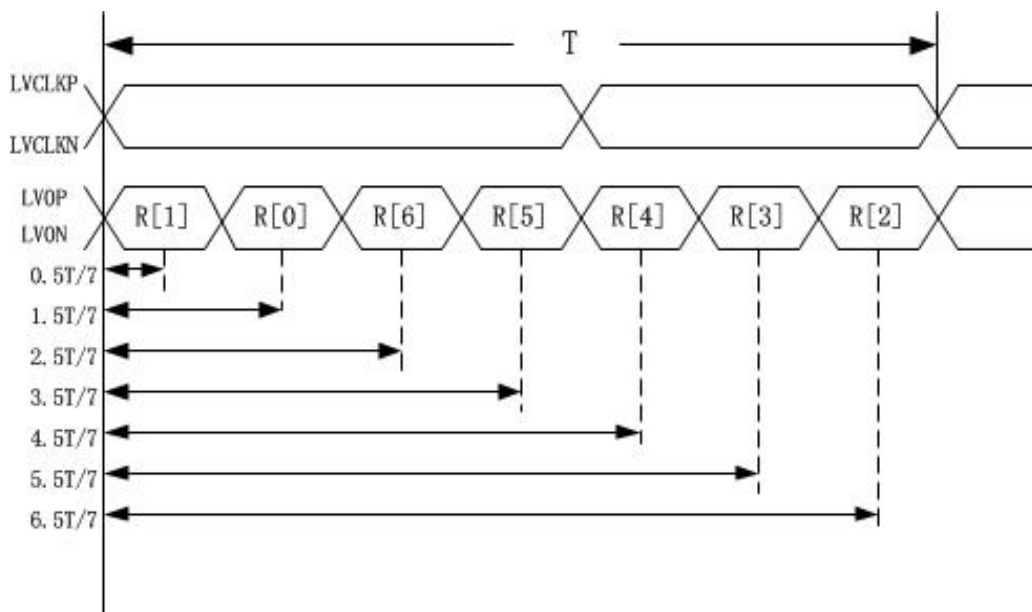 T
LVCLKP
LVCLKN
LVOP
LVON
R[1] R[0] R[6] R[5] R[4] R[3] R[2]
0.5T/7
1.5T/7
2.5T/7
3.5T/7
4.5T/7
5.5T/7
6.5T/7